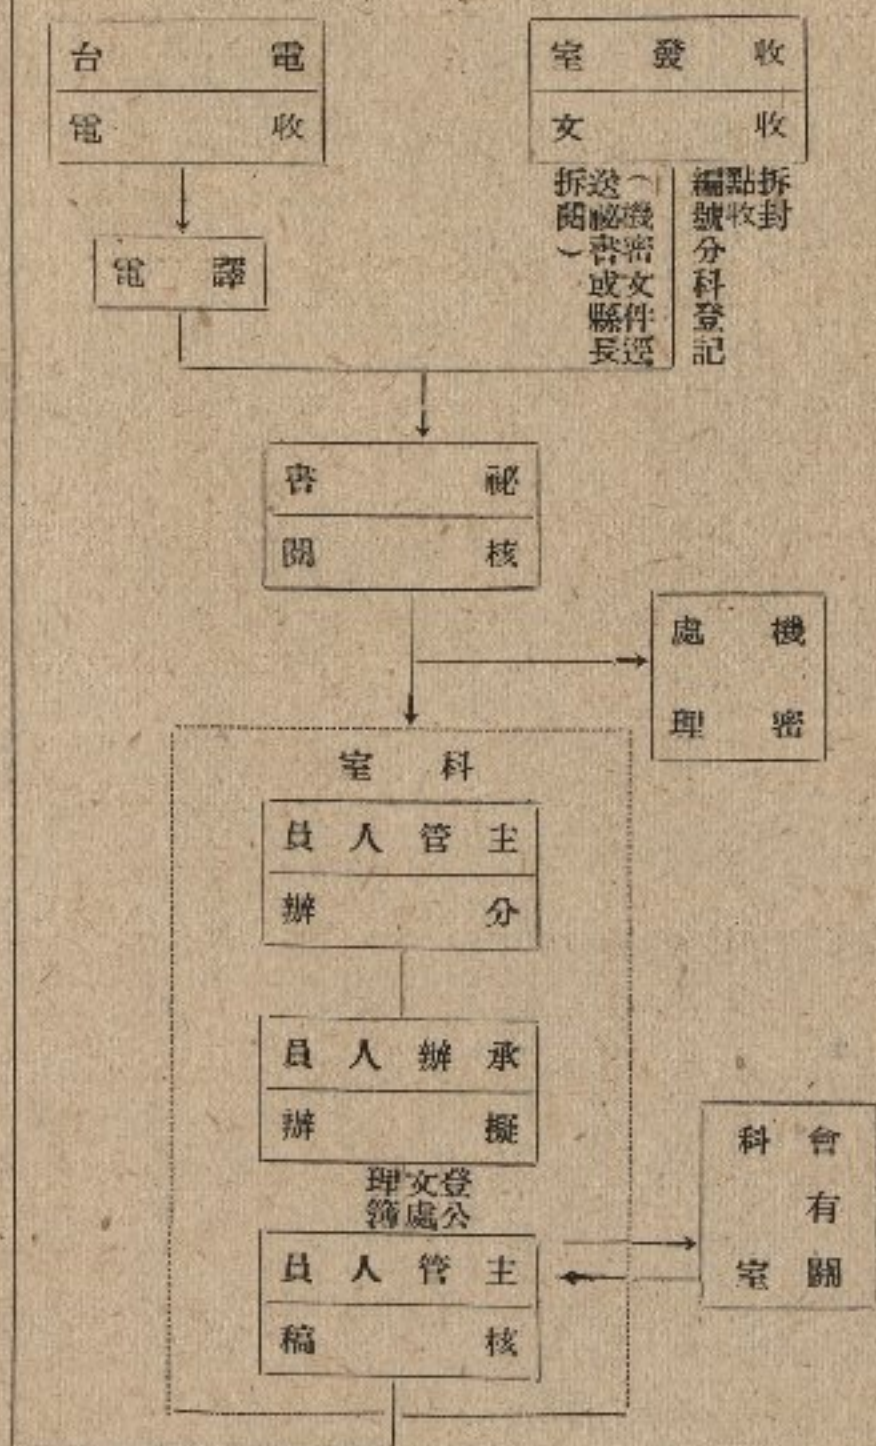 收發室
收文
拆封
點收
編號分科登記
（機密文件逕
送祕書或縣長
拆閱）
電台
收電
譯電
祕書
核閱
機密
處理
科室
主管人員
分辦
承辦人員
擬辦
登公
文處
理簿
主管人員
核稿
會有關
科室